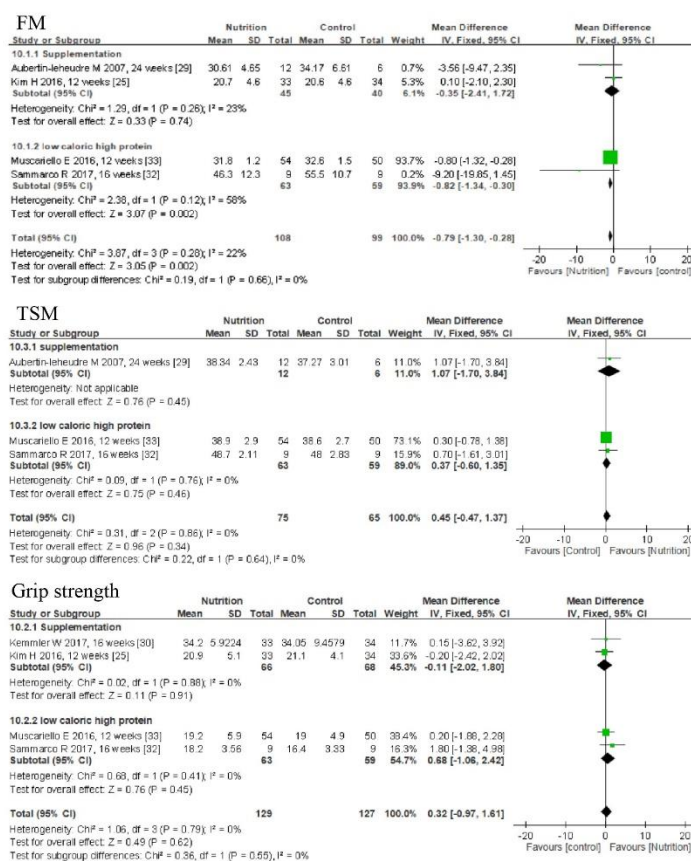 FM
Nutrition Control Mean Difference Mean Difference
Study or Subgroup Mean SD Total Mean SD Total Weight IV, Fixed, 95% CI IV, Fixed, 95% CI
10.1.1 Supplementation
Aubertin-leheudre M 2007, 24 weeks [29] 30.61 4.65 12 34.17 6.61 6 0.7% -3.56 [-9.47, 2.35]
Kim H 2016, 12 weeks [25] 20.7 4.6 33 20.6 4.6 34 5.3% 0.10 [-2.10, 2.30]
Subtotal (95% CI) 45 40 6.1% -0.35 [-2.41, 1.72]
Heterogeneity: Chi² = 1.29, df = 1 (P = 0.26); I² = 23%
Test for overall effect: Z = 0.33 (P = 0.74)
10.1.2 low caloric high protein
Muscariello E 2016, 12 weeks [33] 31.8 1.2 54 32.6 1.5 50 93.7% -0.80 [-1.32, -0.28]
Sammarco R 2017, 16 weeks [32] 46.3 12.3 9 55.5 10.7 9 0.2% -9.20 [-19.85, 1.45]
Subtotal (95% CI) 63 59 93.9% -0.82 [-1.34, -0.30]
Heterogeneity: Chi² = 2.38, df = 1 (P = 0.12); I² = 58%
Test for overall effect: Z = 3.07 (P = 0.002)
Total (95% CI) 108 99 100.0% -0.79 [-1.30, -0.28]
Heterogeneity: Chi² = 3.87, df = 3 (P = 0.28); I² = 22%
Test for overall effect: Z = 3.05 (P = 0.002)
Test for subgroup differences: Chi² = 0.19, df = 1 (P = 0.66), I² = 0%
-20 -10 0 10 20
Favours [Nutrition] Favours [control]
TSM
Nutrition Control Mean Difference Mean Difference
Study or Subgroup Mean SD Total Mean SD Total Weight IV, Fixed, 95% CI IV, Fixed, 95% CI
10.3.1 supplementation
Aubertin-leheudre M 2007, 24 weeks [29] 38.34 2.43 12 37.27 3.01 6 11.0% 1.07 [-1.70, 3.84]
Subtotal (95% CI) 12 6 11.0% 1.07 [-1.70, 3.84]
Heterogeneity: Not applicable
Test for overall effect: Z = 0.76 (P = 0.45)
10.3.2 low caloric high protein
Muscariello E 2016, 12 weeks [33] 38.9 2.9 54 38.6 2.7 50 73.1% 0.30 [-0.78, 1.38]
Sammarco R 2017, 16 weeks [32] 48.7 2.11 9 48 2.83 9 15.9% 0.70 [-1.61, 3.01]
Subtotal (95% CI) 63 59 89.0% 0.37 [-0.60, 1.35]
Heterogeneity: Chi² = 0.09, df = 1 (P = 0.76); I² = 0%
Test for overall effect: Z = 0.75 (P = 0.46)
Total (95% CI) 75 65 100.0% 0.45 [-0.47, 1.37]
Heterogeneity: Chi² = 0.31, df = 2 (P = 0.86); I² = 0%
Test for overall effect: Z = 0.96 (P = 0.34)
Test for subgroup differences: Chi² = 0.22, df = 1 (P = 0.64), I² = 0%
-20 -10 0 10 20
Favours [Control] Favours [Nutrition]
Grip strength
Nutrition Control Mean Difference Mean Difference
Study or Subgroup Mean SD Total Mean SD Total Weight IV, Fixed, 95% CI IV, Fixed, 95% CI
10.2.1 Supplementation
Kemmler W 2017, 16 weeks [30] 34.2 5.9224 33 34.05 9.4579 34 11.7% 0.15 [-3.62, 3.92]
Kim H 2016, 12 weeks [25] 20.9 5.1 33 21.1 4.1 34 33.6% -0.20 [-2.42, 2.02]
Subtotal (95% CI) 66 68 45.3% -0.11 [-2.02, 1.80]
Heterogeneity: Chi² = 0.02, df = 1 (P = 0.88); I² = 0%
Test for overall effect: Z = 0.11 (P = 0.91)
10.2.2 low caloric high protein
Muscariello E 2016, 12 weeks [33] 19.2 5.9 54 19 4.9 50 38.4% 0.20 [-1.88, 2.28]
Sammarco R 2017, 16 weeks [32] 18.2 3.56 9 16.4 3.33 9 16.3% 1.80 [-1.38, 4.98]
Subtotal (95% CI) 63 59 54.7% 0.68 [-1.06, 2.42]
Heterogeneity: Chi² = 0.68, df = 1 (P = 0.41); I² = 0%
Test for overall effect: Z = 0.76 (P = 0.45)
Total (95% CI) 129 127 100.0% 0.32 [-0.97, 1.61]
Heterogeneity: Chi² = 1.06, df = 3 (P = 0.79); I² = 0%
Test for overall effect: Z = 0.49 (P = 0.62)
Test for subgroup differences: Chi² = 0.36, df = 1 (P = 0.55), I² = 0%
-20 -10 0 10 20
Favours [Control] Favours [Nutrition]